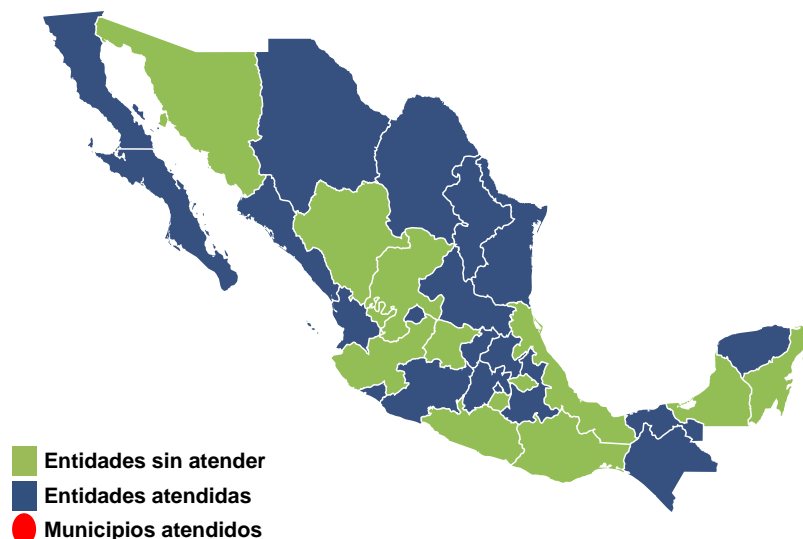 Entidades sin atender
Entidades atendidas
Municipios atendidos